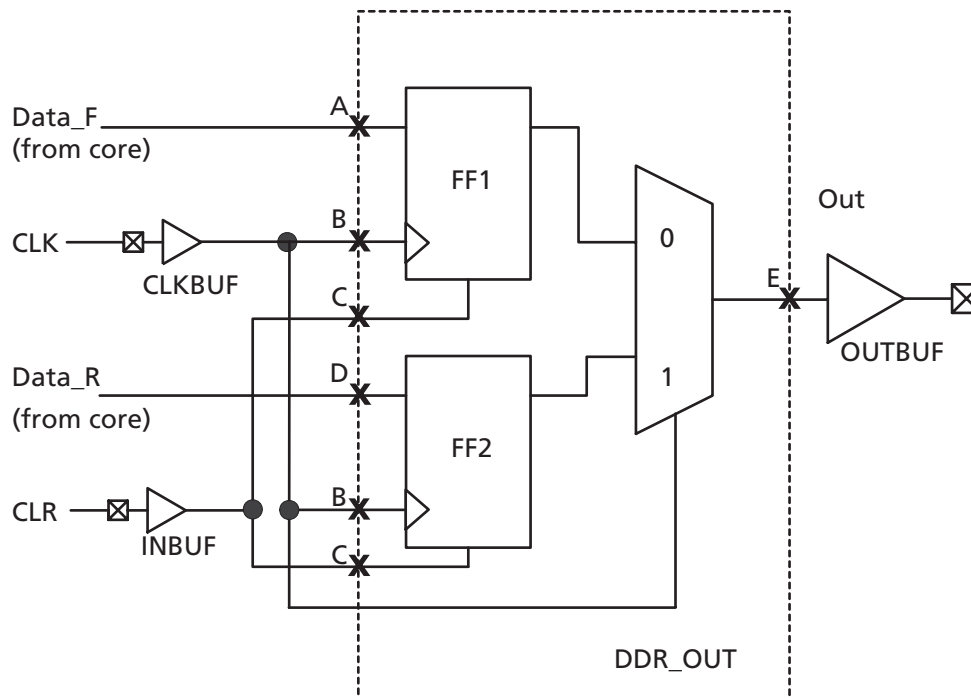 Data_F
(from core)
A
FF1
0
Out
CLK
CLKBUF
B
C
E
OUTBUF
Data_R
(from core)
D
FF2
1
CLR
INBUF
B
C
DDR_OUT